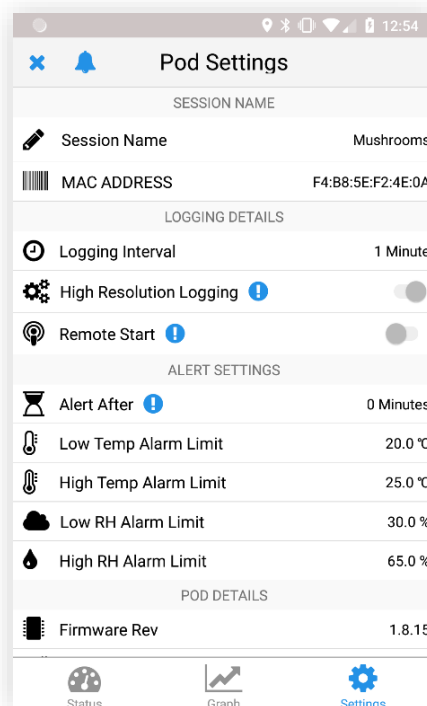 12:54
Pod Settings
SESSION NAME
Session Name Mushrooms
MAC ADDRESS F4:B8:5E:F2:4E:0A
LOGGING DETAILS
Logging Interval 1 Minute
High Resolution Logging
Remote Start
ALERT SETTINGS
Alert After 0 Minutes
Low Temp Alarm Limit 20.0 ℃
High Temp Alarm Limit 25.0 ℃
Low RH Alarm Limit 30.0 %
High RH Alarm Limit 65.0 %
POD DETAILS
Firmware Rev 1.8.15
Status Graph Settings